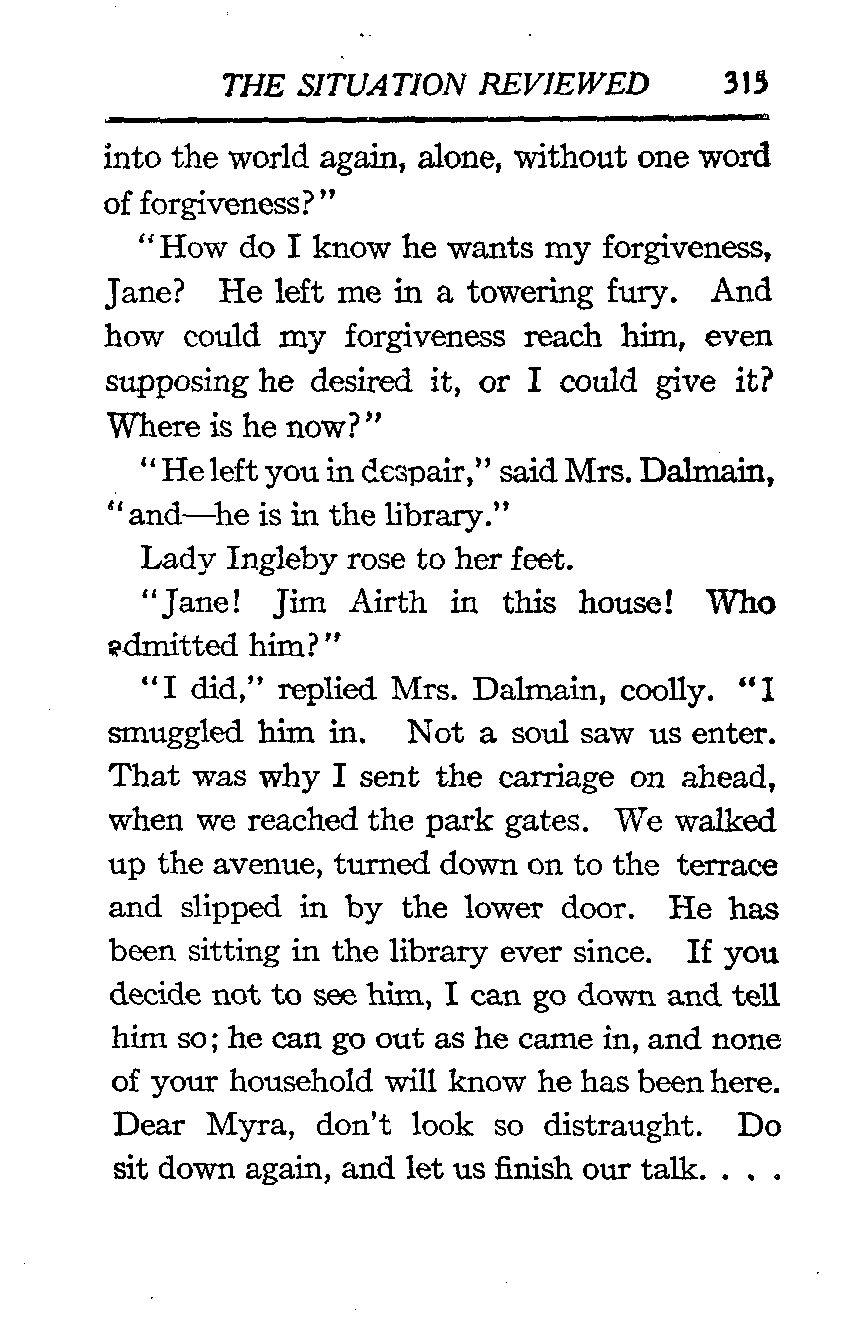 THE SITUATION REVIEWED 315
into the world again, alone, without one word
of forgiveness?"
"How do I know he wants my forgiveness,
Jane? He left me in a towering fury. And
how could my forgiveness reach him, even
supposing he desired it, or I could give it?
Where is he now?"
"He left you in despair," said Mrs. Dalmain,
"and—he is in the library."
Lady Ingleby rose to her feet.
"Jane! Jim Airth in this house! Who
admitted him?"
"I did," replied Mrs. Dalmain, coolly. "I
smuggled him in. Not a soul saw us enter.
That was why I sent the carriage on ahead,
when we reached the park gates. We walked
up the avenue, turned down on to the terrace
and slipped in by the lower door. He has
been sitting in the library ever since. If you
decide not to see him, I can go down and tell
him so; he can go out as he came in, and none
of your household will know he has been here.
Dear Myra, don't look so distraught. Do
sit down again, and let us finish our talk. . . .